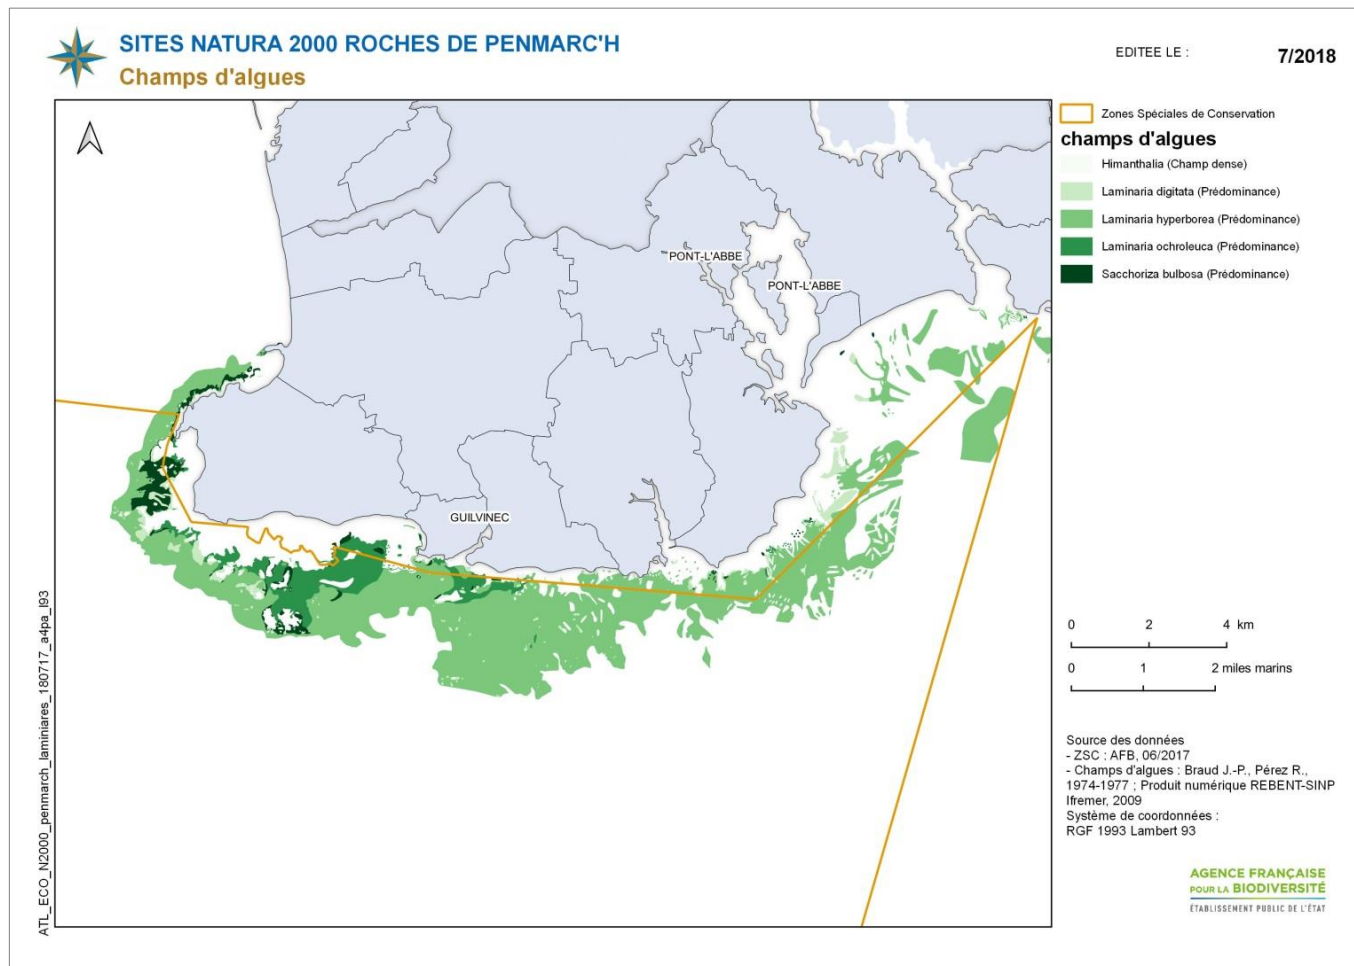 SITES NATURA 2000 ROCHES DE PENMARC'H
Champs d'algues
EDITEE LE :
7/2018
Zones Spéciales de Conservation
champs d'algues
Himanthalia (Champ dense)
Laminaria digitata (Prédominance)
Laminaria hyperborea (Prédominance)
Laminaria ochroleuca (Prédominance)
Sacchoriza bulbosa (Prédominance)
PONT-L'ABBE
PONT-L'ABBE
GUILVINEC
0 2 4 km
0 1 2 miles marins
Source des données
- ZSC : AFB, 06/2017
- Champs d'algues : Braud J.-P., Pérez R.,
1974-1977 ; Produit numérique REBENT-SINP
Ifremer, 2009
Système de coordonnées :
RGF 1993 Lambert 93
AGENCE FRANÇAISE
POUR LA BIODIVERSITÉ
ÉTABLISSEMENT PUBLIC DE L'ÉTAT
ATL_ECO_N2000_penmarch_laminiares_180717_a4pa_l93